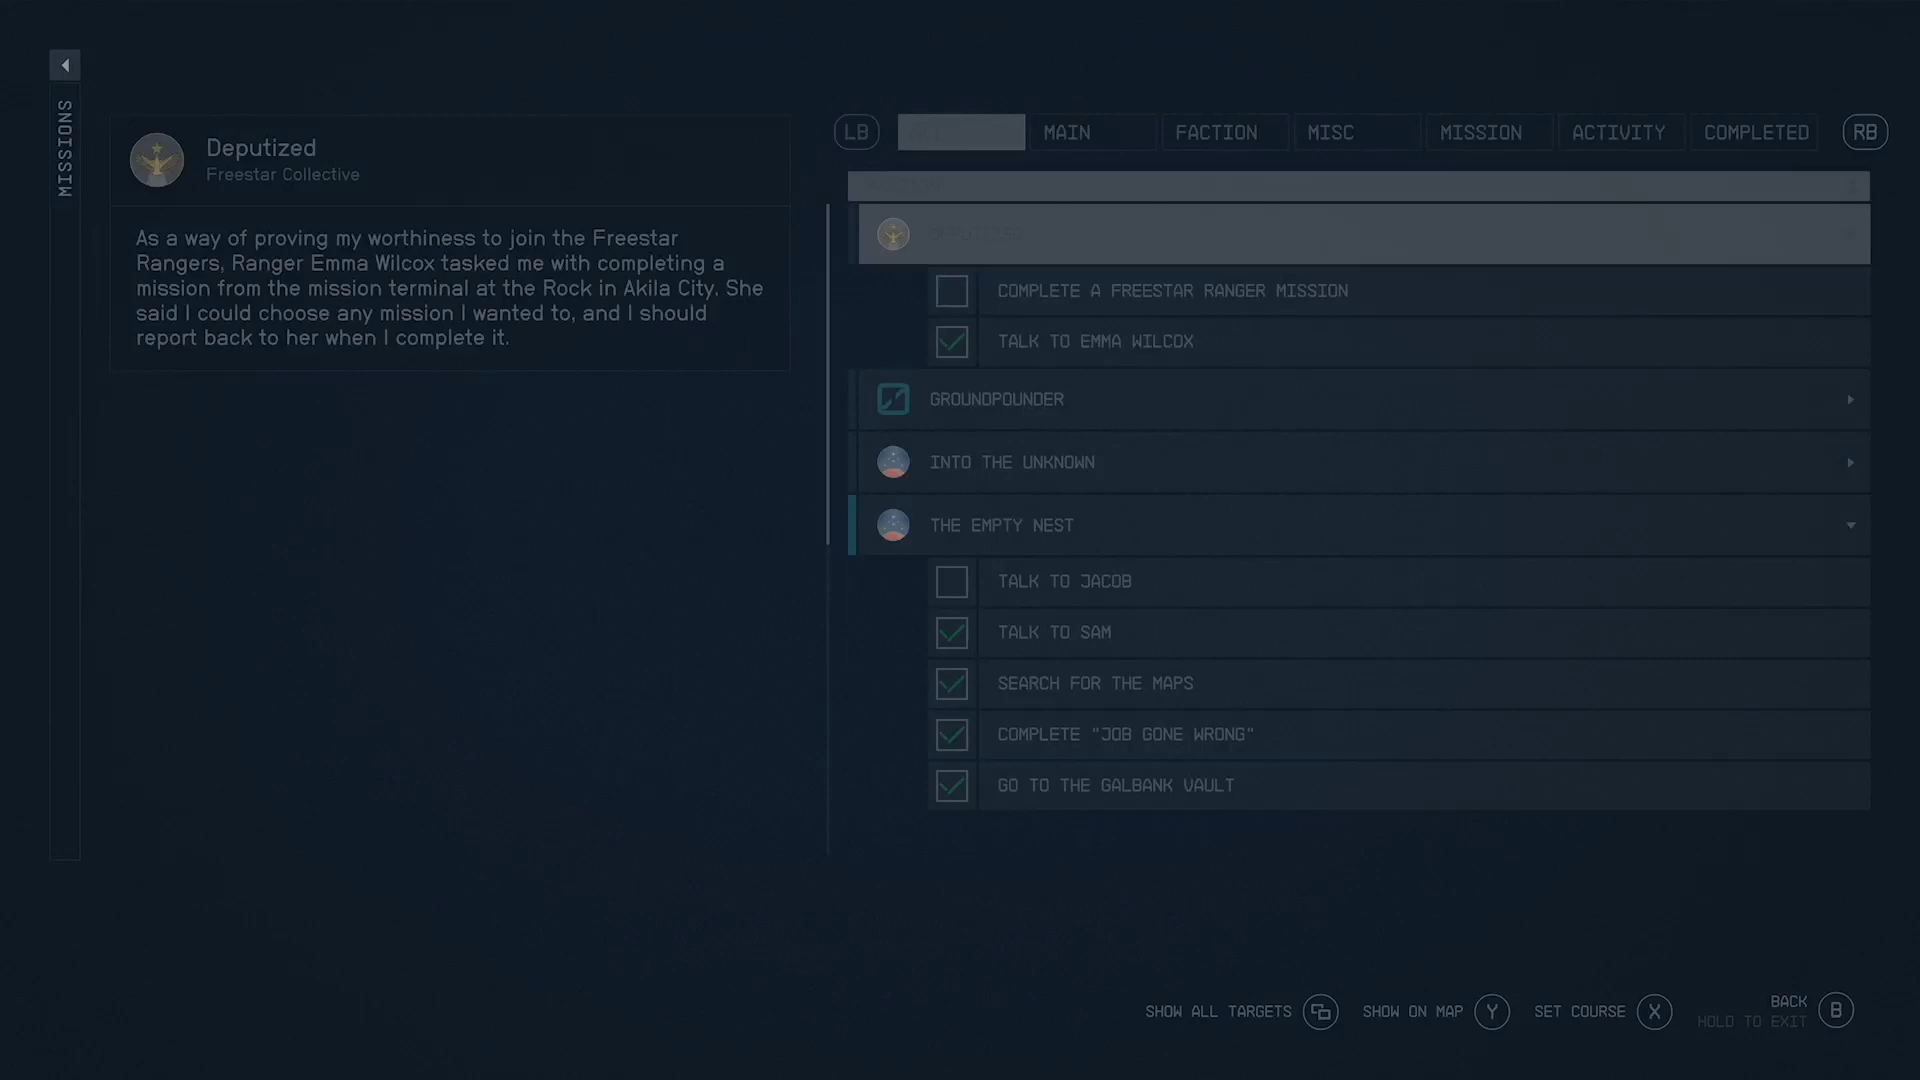 MISSIONS
Deputized
Freestar Collective
As a way of proving my worthiness to join the Freestar
Rangers, Ranger Emma Wilcox tasked me with completing a
mission from the mission terminal at the Rock in Akila City. She
said I could choose any mission I wanted to, and I should
report back to her when I complete it.
LB
MAIN
FACTION
MISC
MISSION
ACTIVITY
COMPLETED
RB
DEPUTIZED
COMPLETE A FREESTAR RANGER MISSION
TALK TO EMMA WILCOX
GROUNDPOUNDER
INTO THE UNKNOWN
THE EMPTY NEST
TALK TO JACOB
TALK TO SAM
SEARCH FOR THE MAPS
COMPLETE "JOB GONE WRONG"
GO TO THE GALBANK VAULT
SHOW ALL TARGETS
SHOW ON MAP Y
SET COURSE X
BACK B
HOLD TO EXIT